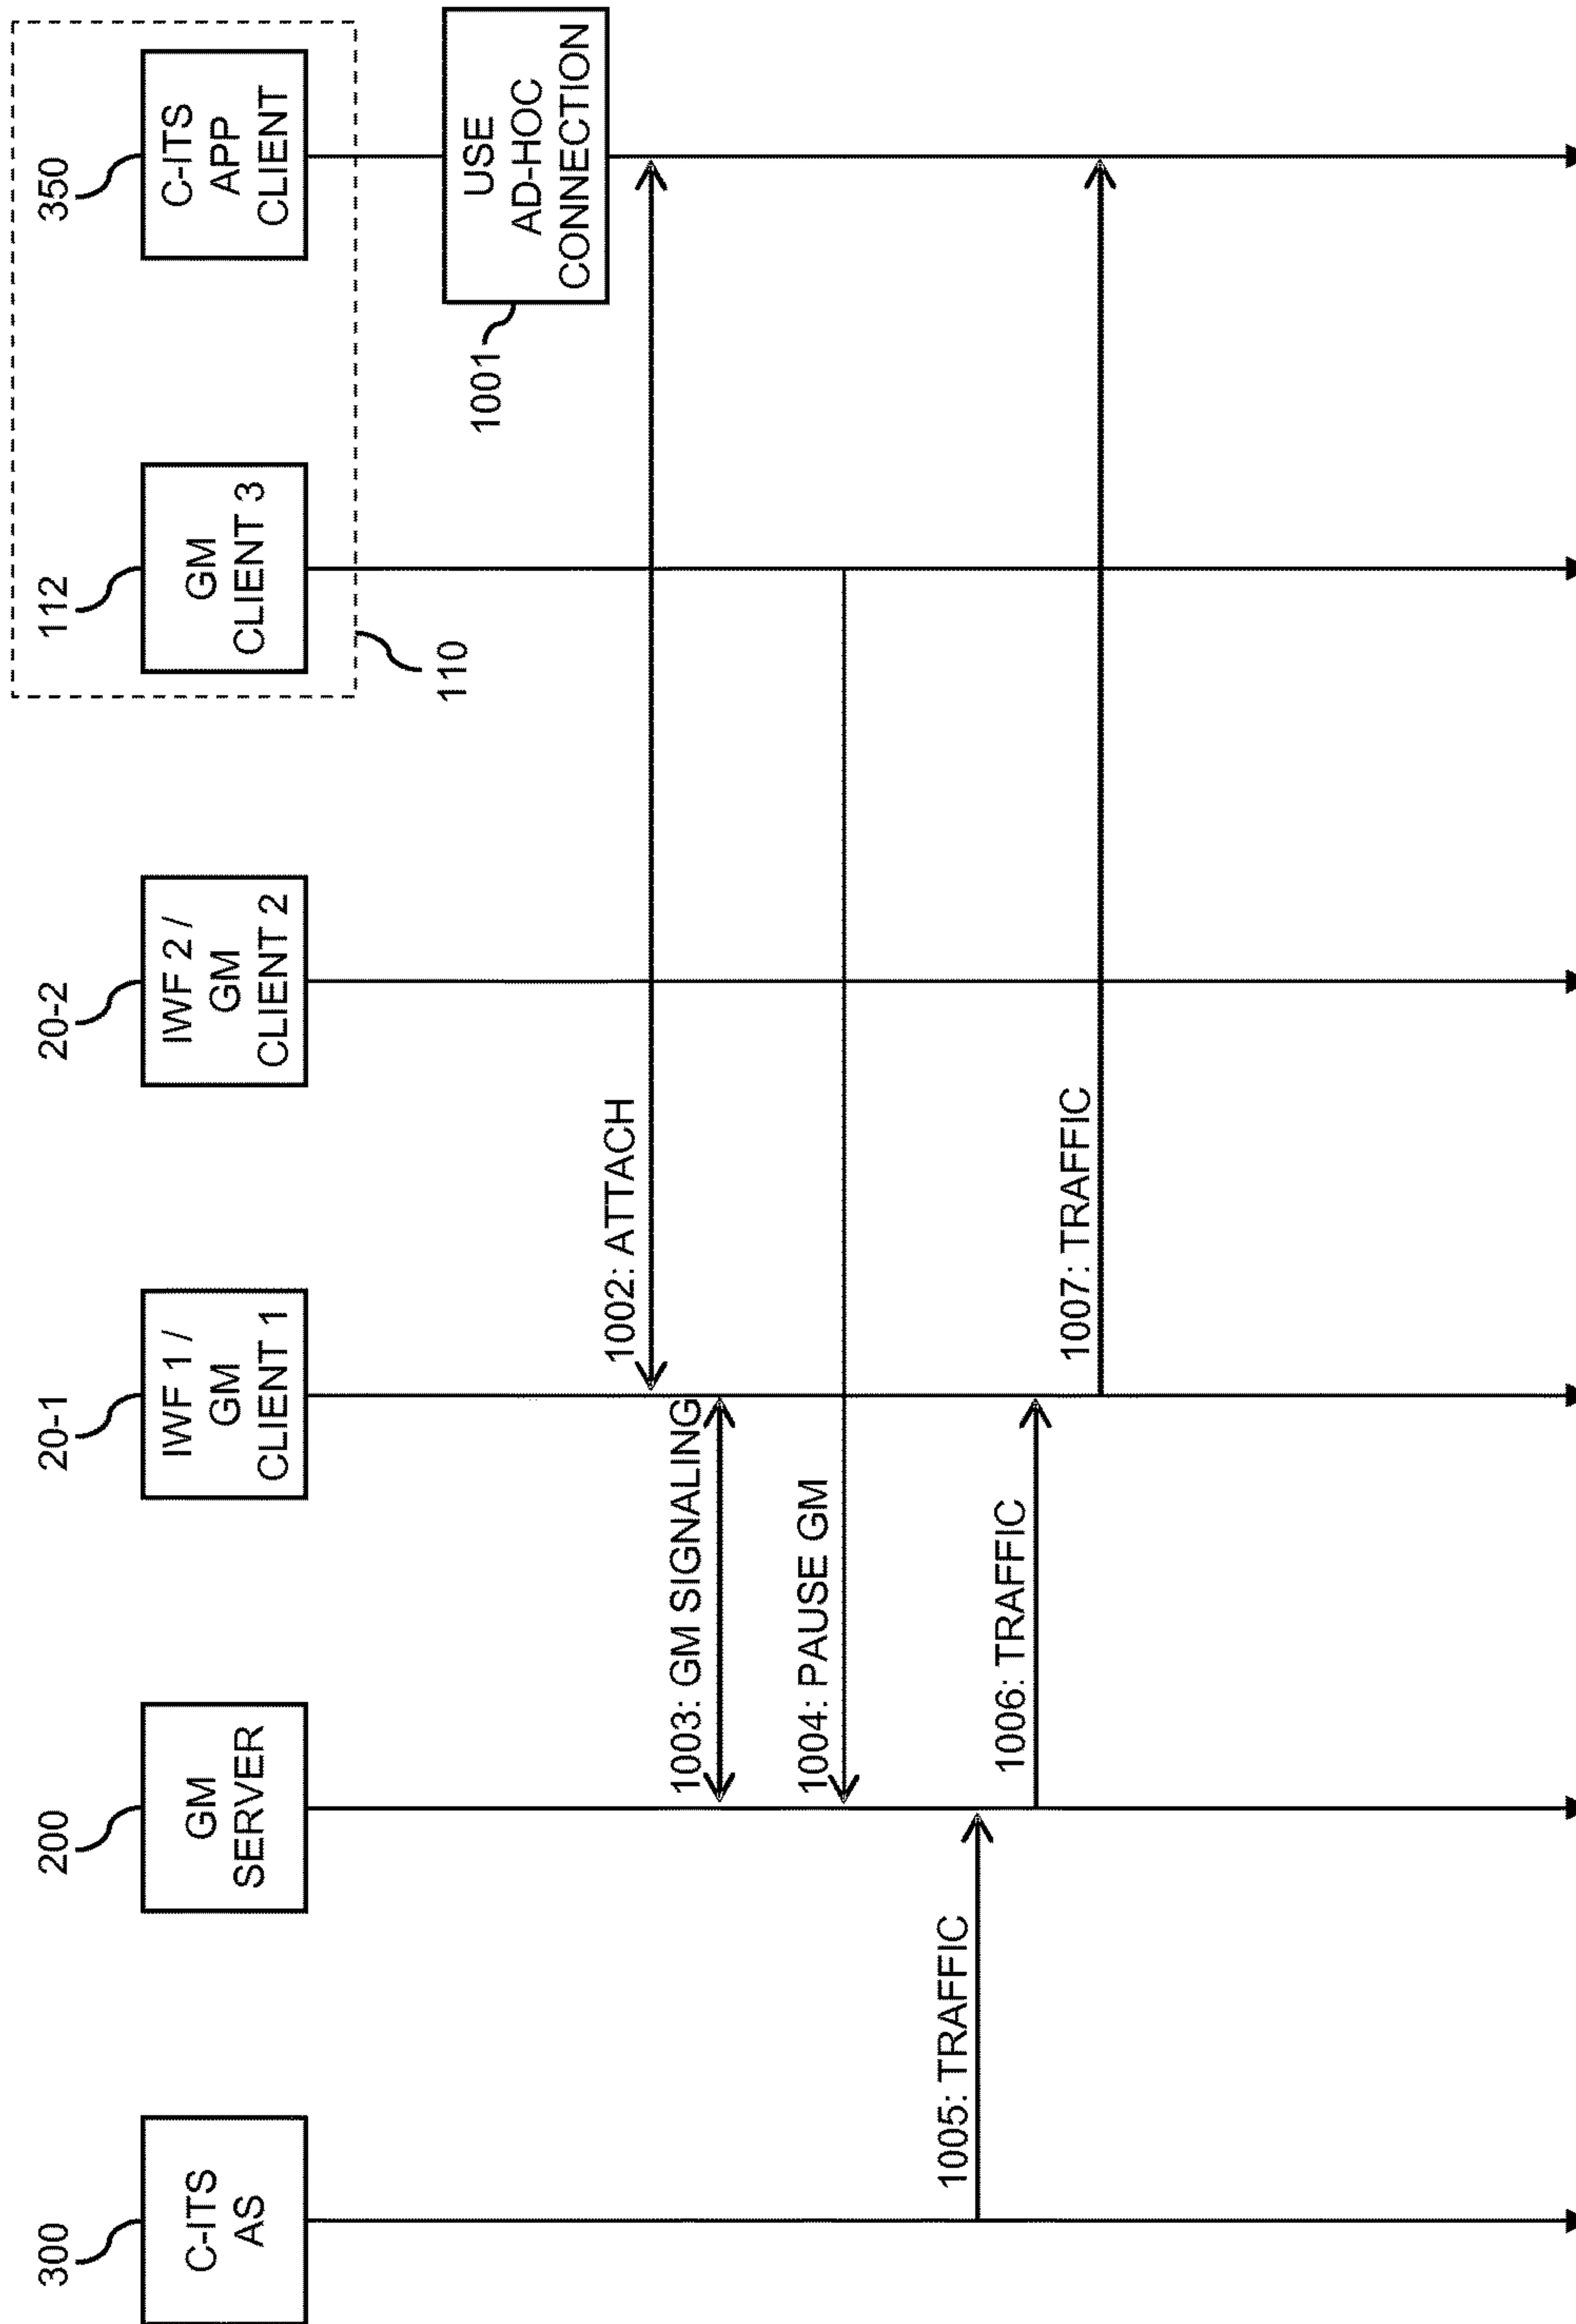 300
200
20-1
20-2
112
350
C-ITS
AS
GM
SERVER
IWF 1 /
GM
CLIENT 1
IWF 2 /
GM
CLIENT 2
GM
CLIENT 3
C-ITS
APP
CLIENT
110
1001
USE
AD-HOC
CONNECTION
1002: ATTACH
1003: GM SIGNALING
1004: PAUSE GM
1005: TRAFFIC
1006: TRAFFIC
1007: TRAFFIC